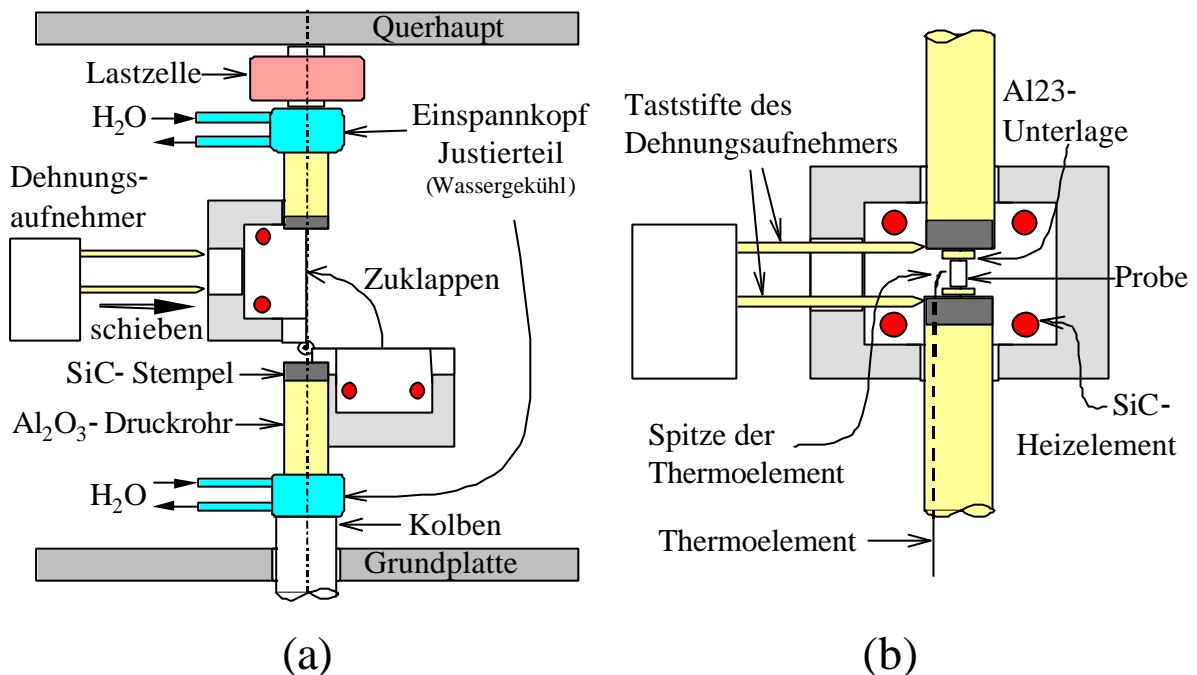 Querhaupt
Lastzelle
H₂O
Einspannkopf
Justierteil
(Wassergekühl)
Dehnungs-
aufnehmer
Zuklappen
schieben
SiC- Stempel
Al₂O₃- Druckrohr
H₂O
Kolben
Grundplatte
(a)
Al23-
Unterlage
Taststifte des
Dehnungsaufnehmers
Probe
SiC-
Heizelement
Spitze der
Thermoelement
Thermoelement
(b)